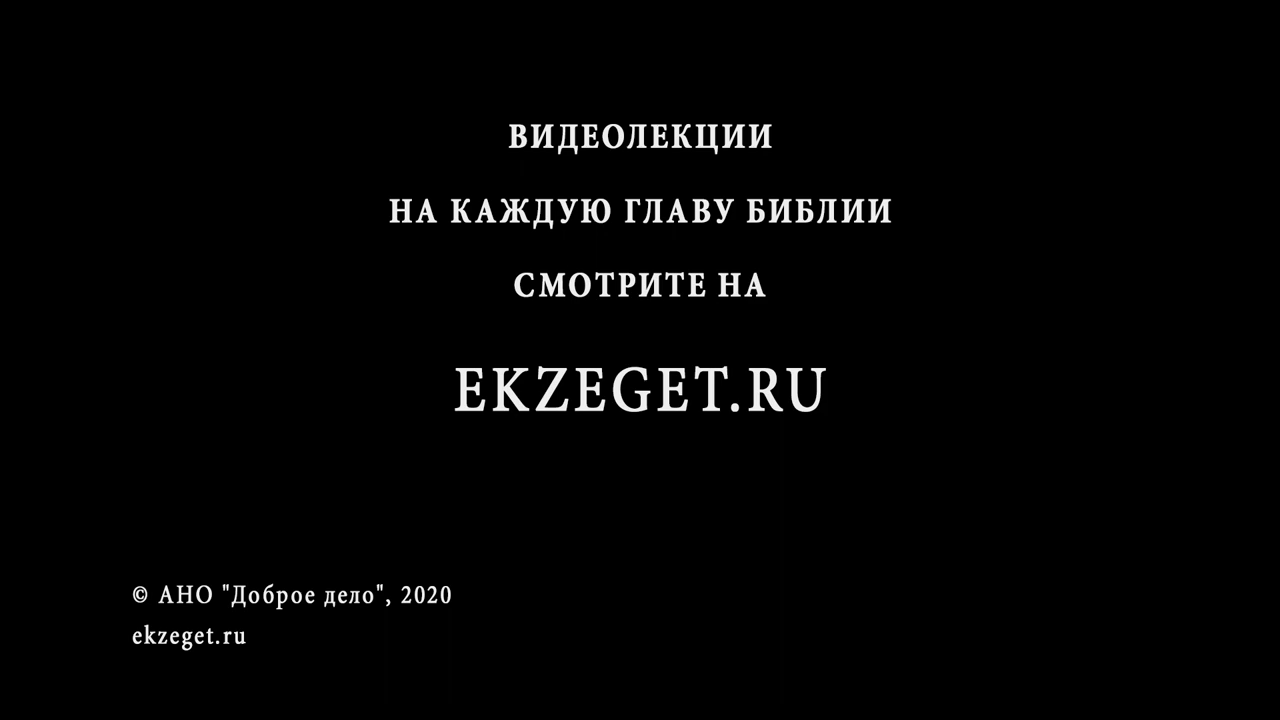 ВИДЕОЛЕКЦИИ
НА КАЖДУЮ ГЛАВУ БИБЛИИ
СМОТРИТЕ НА
EKZEGET.RU
© АНО "Доброе дело", 2020
ekzeget.ru